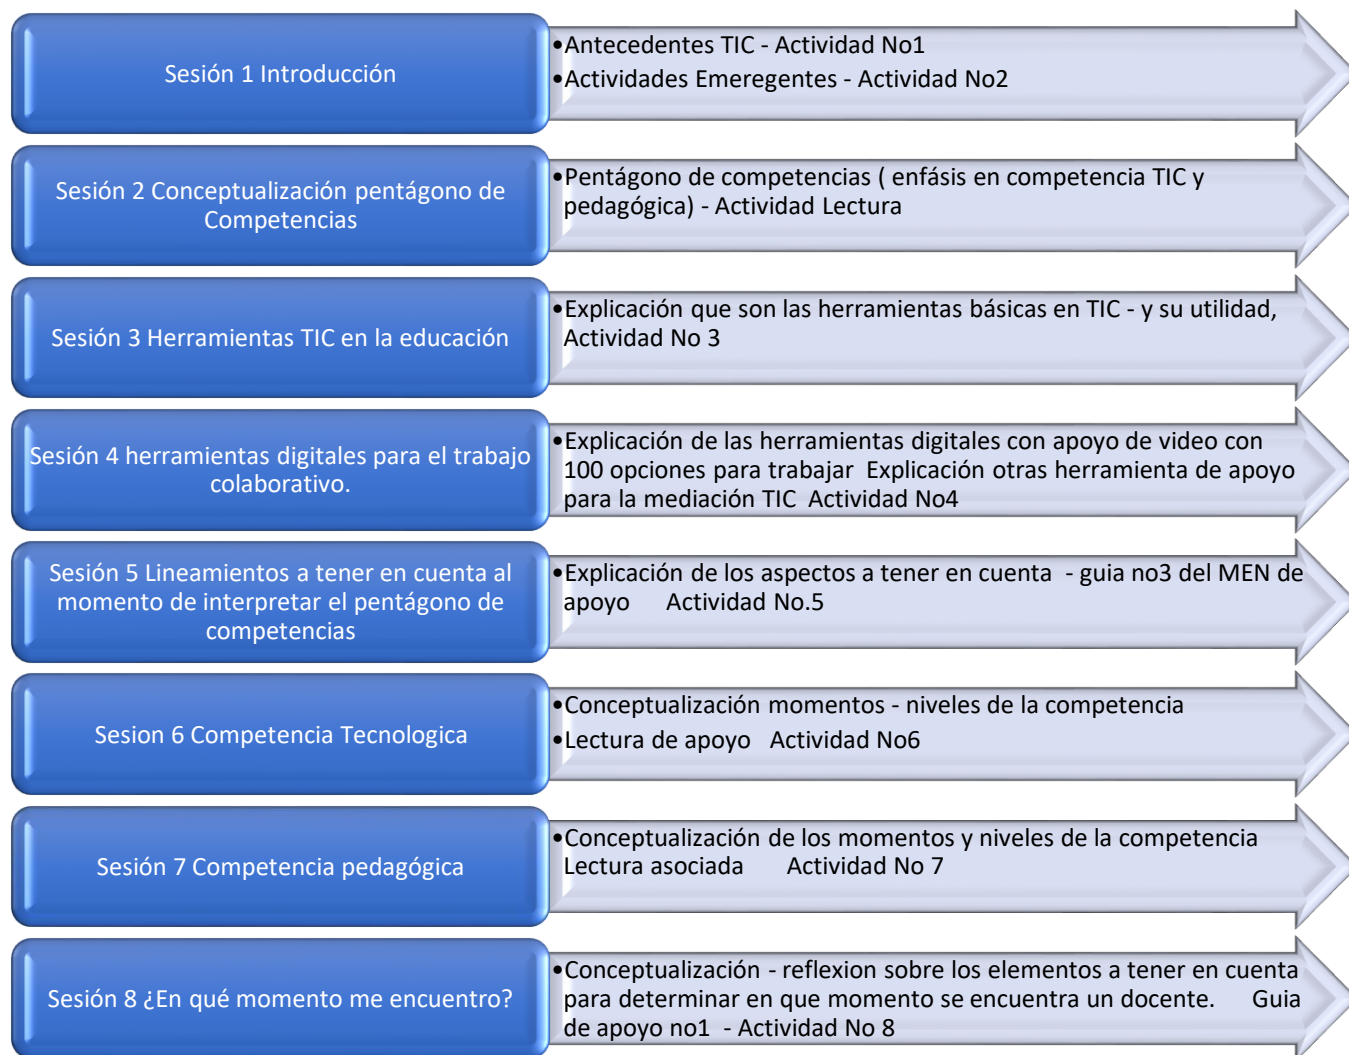 Sesión 1 Introducción
•Antecedentes TIC - Actividad No1
•Actividades Emeregentes - Actividad No2
Sesión 2 Conceptualización pentágono de
Competencias
•Pentágono de competencias ( enfásis en competencia TIC y
pedagógica) - Actividad Lectura
Sesión 3 Herramientas TIC en la educación
•Explicación que son las herramientas básicas en TIC - y su utilidad,
Actividad No 3
Sesión 4 herramientas digitales para el trabajo
colaborativo.
•Explicación de las herramientas digitales con apoyo de video con
100 opciones para trabajar  Explicación otras herramienta de apoyo
para la mediación TIC  Actividad No4
Sesión 5 Lineamientos a tener en cuenta al
momento de interpretar el pentágono de
competencias
•Explicación de los aspectos a tener en cuenta  - guia no3 del MEN de
apoyo     Actividad No.5
Sesion 6 Competencia Tecnologica
•Conceptualización momentos - niveles de la competencia
•Lectura de apoyo   Actividad No6
Sesión 7 Competencia pedagógica
•Conceptualización de los momentos y niveles de la competencia
Lectura asociada      Actividad No 7
Sesión 8 ¿En qué momento me encuentro?
•Conceptualización - reflexion sobre los elementos a tener en cuenta
para determinar en que momento se encuentra un docente.     Guia
de apoyo no1  - Actividad No 8